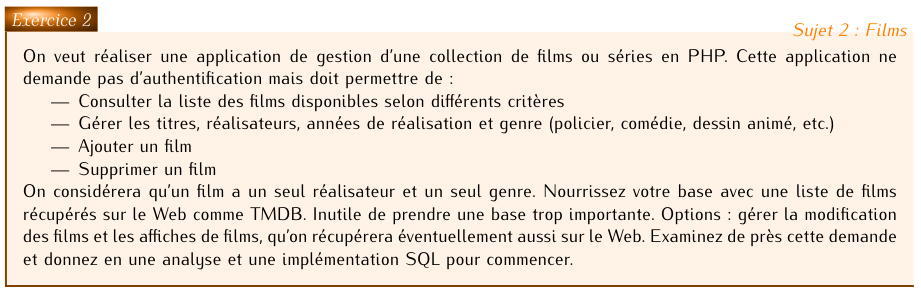 Exercice 2
Sujet 2 : Films
On veut réaliser une application de gestion d'une collection de films ou séries en PHP. Cette application ne
demande pas d'authentification mais doit permettre de :
— Consulter la liste des films disponibles selon différents critères
— Gérer les titres, réalisateurs, années de réalisation et genre (policier, comédie, dessin animé, etc.)
— Ajouter un film
— Supprimer un film
On considérera qu'un film a un seul réalisateur et un seul genre. Nourrissez votre base avec une liste de films
récupérés sur le Web comme TMDB. Inutile de prendre une base trop importante. Options : gérer la modification
des films et les affiches de films, qu'on récupérera éventuellement aussi sur le Web. Examinez de près cette demande
et donnez en une analyse et une implémentation SQL pour commencer.